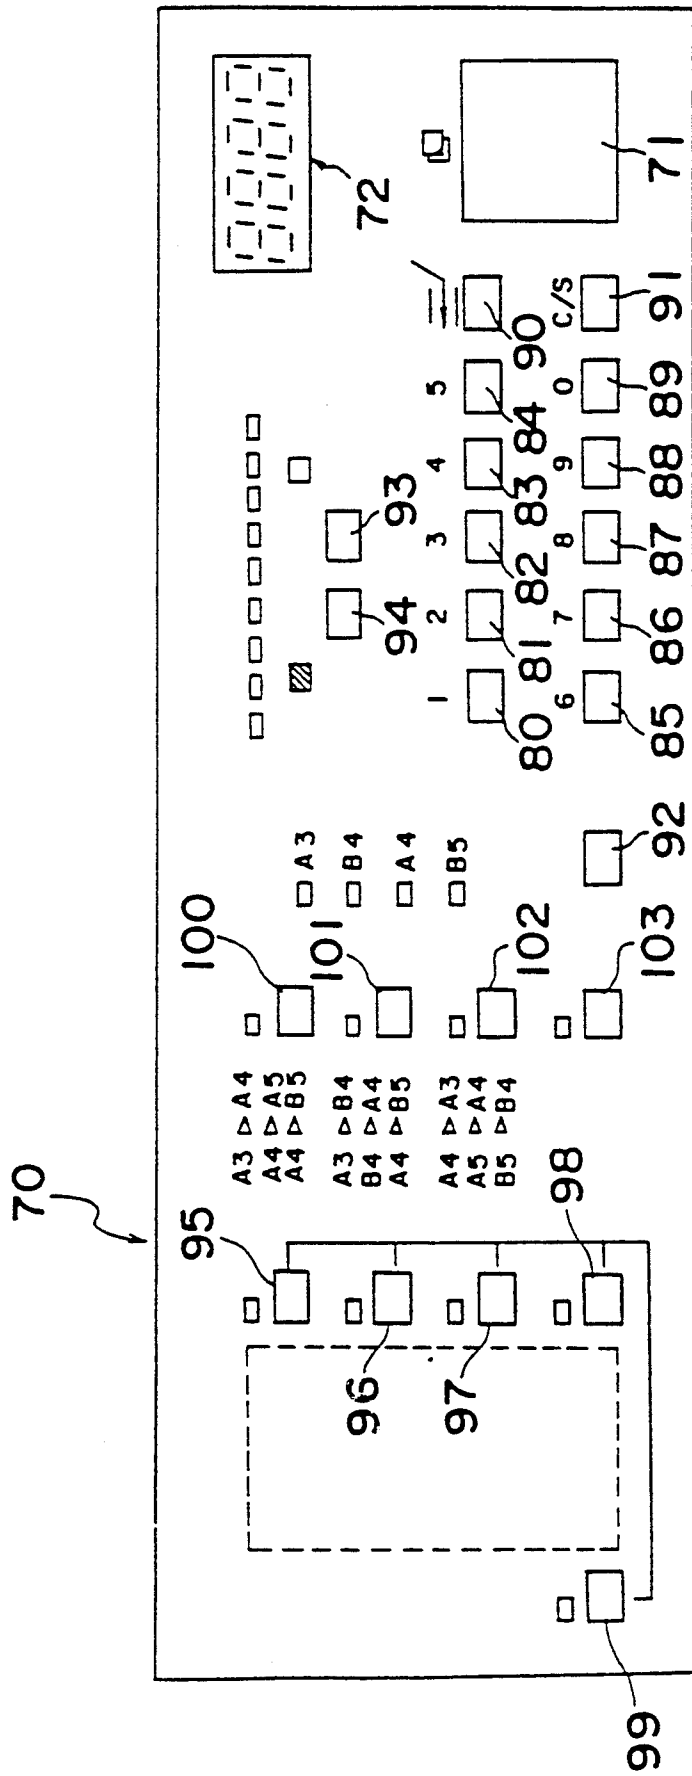 70
95
100
A3 ▷ A4
A4 ▷ A5
A4 ▷ B5
A3
101
A3 ▷ B4
B4 ▷ A4
A4 ▷ B5
B4
72
96
A4
94
93
A4 ▷ A3
A5 ▷ A4
B5 ▷ B4
B5
1 2 3 4 5
97
102
80 81 82 83 84 90
98
6 7 8 9 0 C/S
99
103
92
85 86 87 88 89 91
71